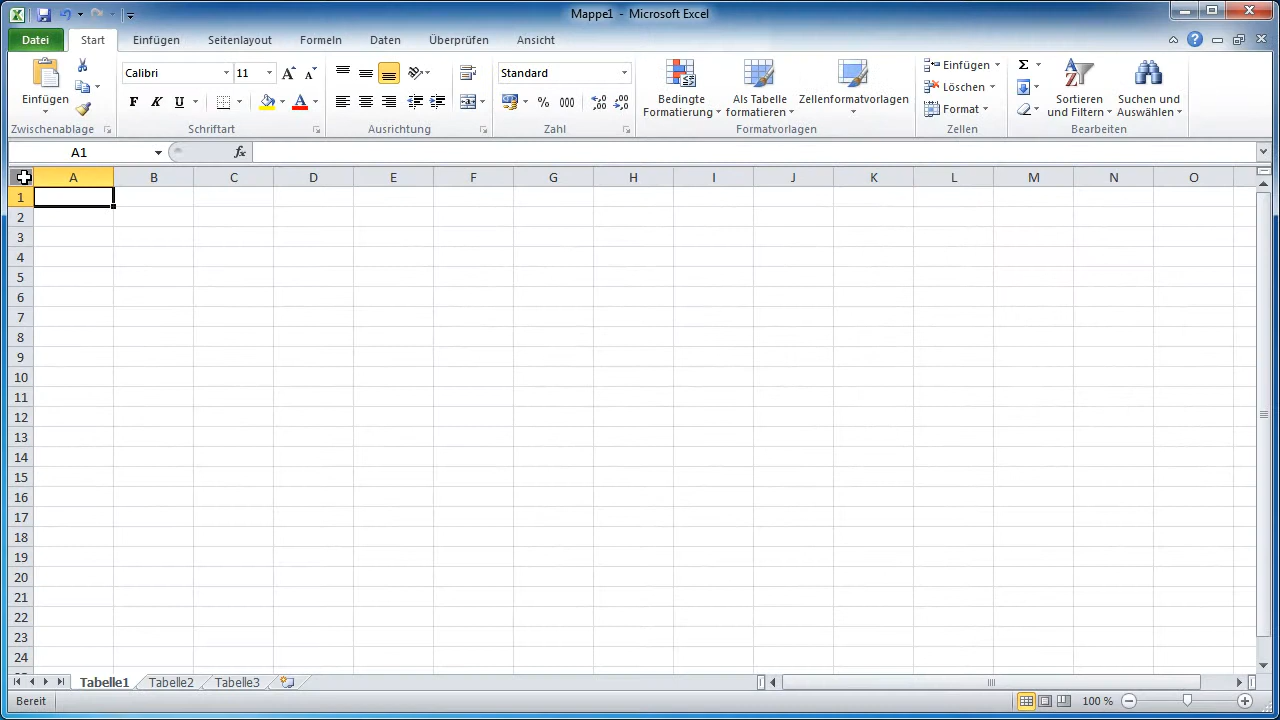 Mappe1 - Microsoft Excel
Datei Start Einfügen Seitenlayout Formeln Daten Überprüfen Ansicht
Einfügen
Zwischenablage
Calibri 11
F K U
Schriftart
Ausrichtung
Standard
% 000
Zahl
Bedingte Formatierung
Als Tabelle formatieren
Zellenformatvorlagen
Formatvorlagen
Einfügen
Löschen
Format
Zellen
Σ
Sortieren und Filtern
Suchen und Auswählen
Bearbeiten
A1 fx
A B C D E F G H I J K L M N O
1
2
3
4
5
6
7
8
9
10
11
12
13
14
15
16
17
18
19
20
21
22
23
24
Tabelle1 Tabelle2 Tabelle3
Bereit 100 %